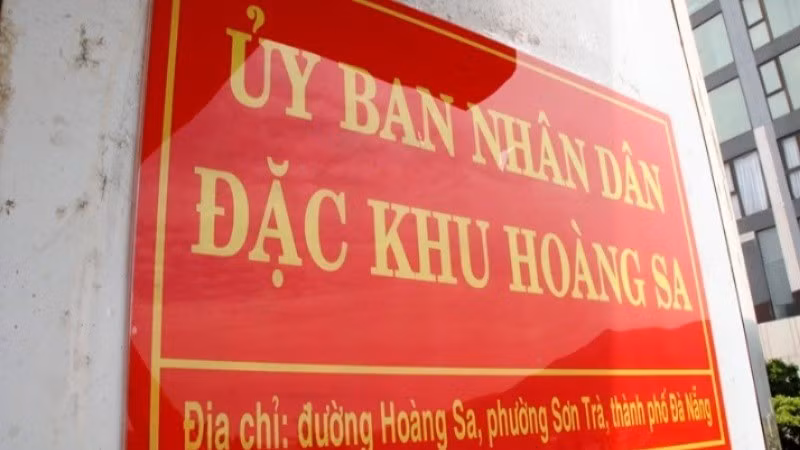 ỦY BAN NHÂN DÂN
ĐẶC KHU HOÀNG SA
Địa chỉ: đường Hoàng Sa, phường Sơn Trà, thành phố Đà Nẵng